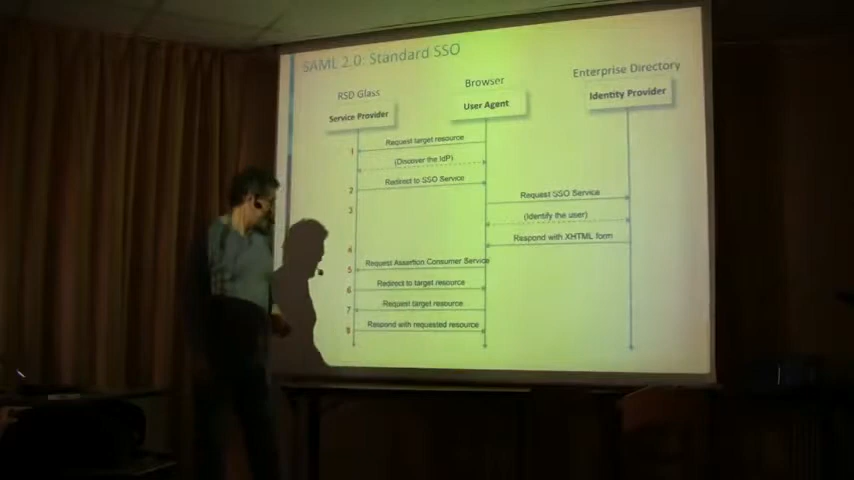 SAML 2.0: Standard SSO
RSD Glass
Browser
Enterprise Directory
Service Provider
User Agent
Identity Provider
1
Request target resource
(Discover the IdP)
2
Redirect to SSO Service
3
Request SSO Service
(Identify the user)
4
Respond with XHTML form
5
Request Assertion Consumer Service
6
Redirect to target resource
7
Request target resource
8
Respond with requested resource